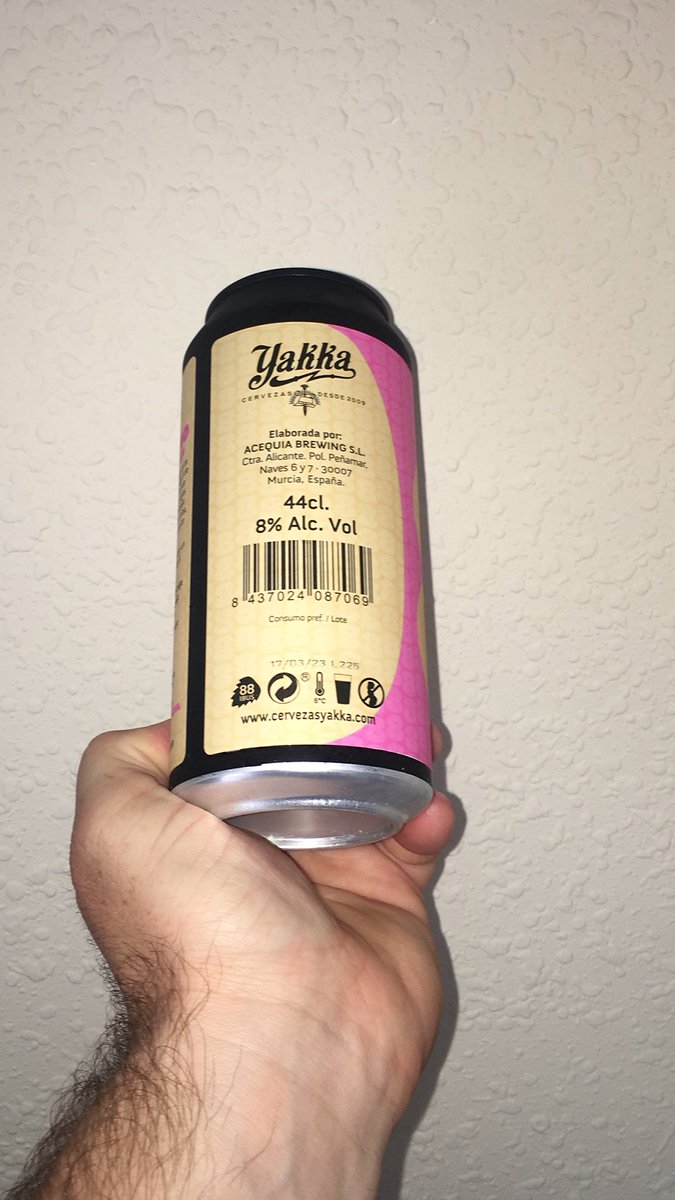 Yakka
CERVEZAS DESDE 2009
Elaborada por:
ACEQUIA BREWING S.L.
Ctra. Alicante. Pol. Peñamar.
Naves 6 y 7 · 30007
Murcia, España.
44cl.
8% Alc. Vol
8 437024 087069
Consumo pref. / Lote
17/03/23 L225
88
IBUS
6°C
www.cervezasyakka.com